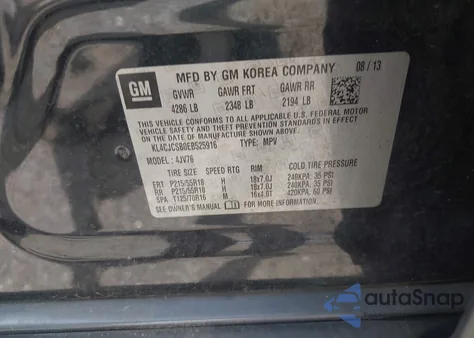 GM
MFD BY GM KOREA COMPANY 08 / 13
GVWR GAWR FRT GAWR RR
4286 LB 2348 LB 2194 LB
THIS VEHICLE CONFORMS TO ALL APPLICABLE U.S. FEDERAL MOTOR
VEHICLE SAFETY, BUMPER, AND THEFT PREVENTION STANDARDS IN
EFFECT ON THE DATE OF MANUFACTURE SHOWN ABOVE.
KL4CJCSB0EB525916 TYPE: MPV
MODEL: 4JV76
TIRE SIZE SPEED RTG RIM COLD TIRE PRESSURE
FRT P215/55R18 H 18x7.0J 240KPA, 35 PSI
RR P215/55R18 H 18x7.0J 240KPA, 35 PSI
SPA T125/70R16 M 16x4.0T 420KPA, 60 PSI
SEE OWNER'S MANUAL FOR MORE INFORMATION.
autoSnap